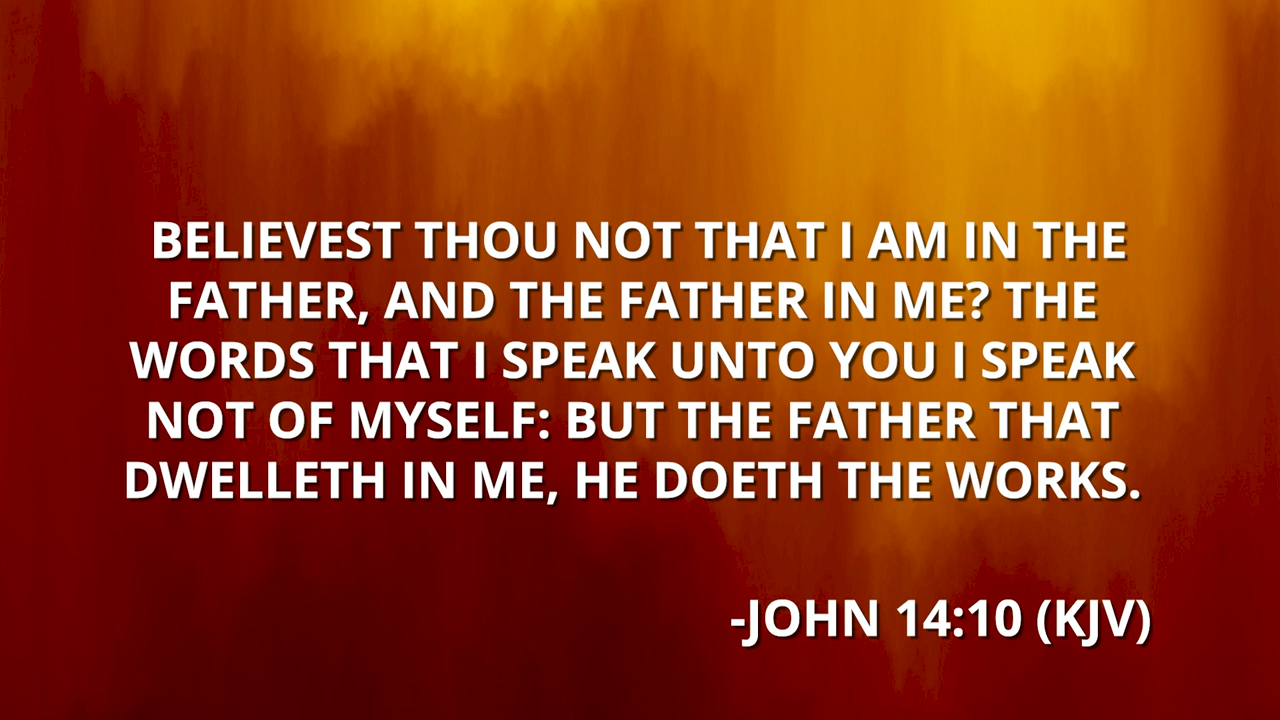 BELIEVEST THOU NOT THAT I AM IN THE
FATHER, AND THE FATHER IN ME? THE
WORDS THAT I SPEAK UNTO YOU I SPEAK
NOT OF MYSELF: BUT THE FATHER THAT
DWELLETH IN ME, HE DOETH THE WORKS.
-JOHN 14:10 (KJV)